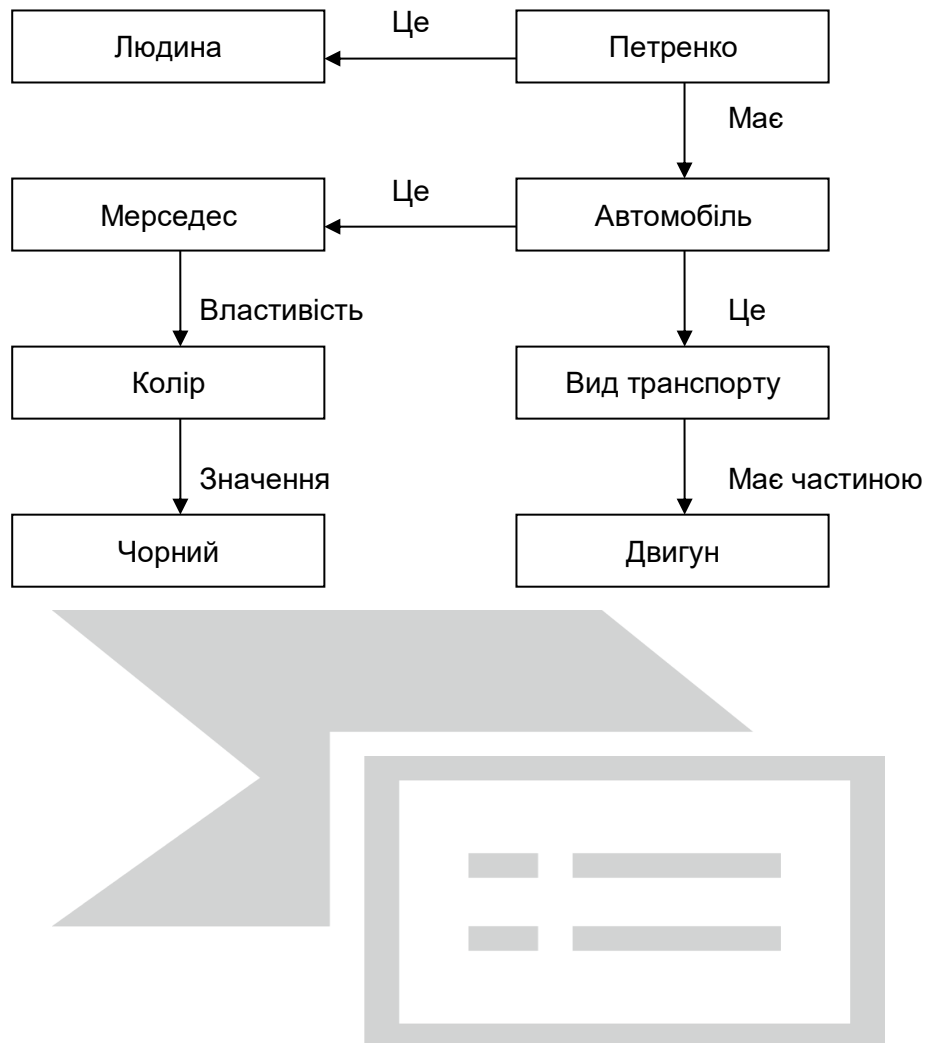 Це
Людина
Петренко
Має
Це
Мерседес
Автомобіль
Властивість
Це
Колір
Вид транспорту
Значення
Має частиною
Чорний
Двигун